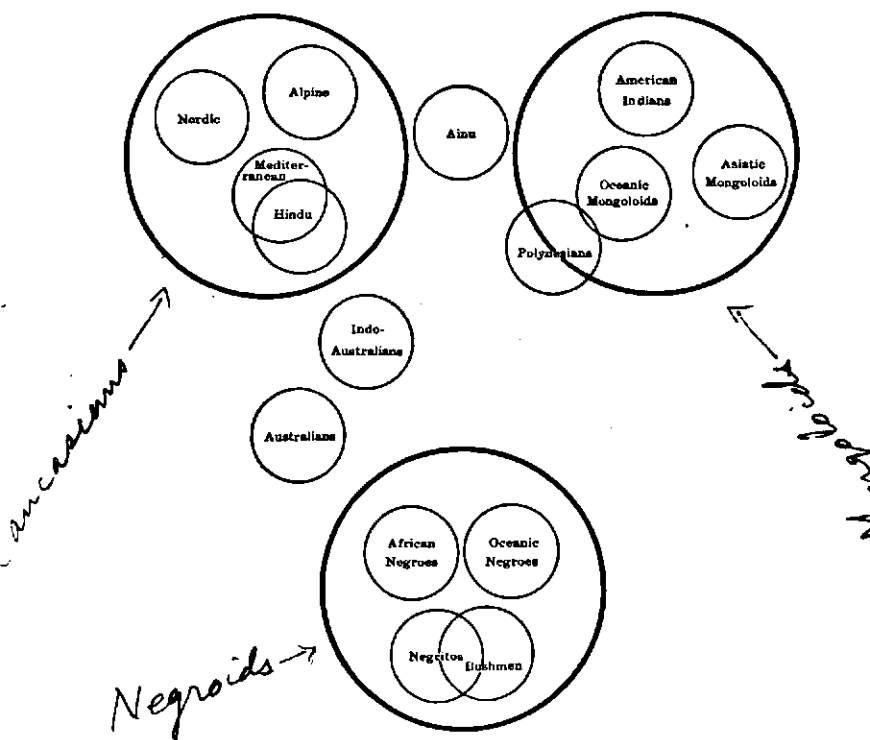 Nordic
Alpine
Mediter-
ranean
Hindu
Ainu
American
Indians
Asiatic
Mongoloids
Oceanic
Mongoloids
Polynesians
Indo-
Australians
Australians
African
Negroes
Oceanic
Negroes
Negritos
Bushmen
aucasians
Negroids